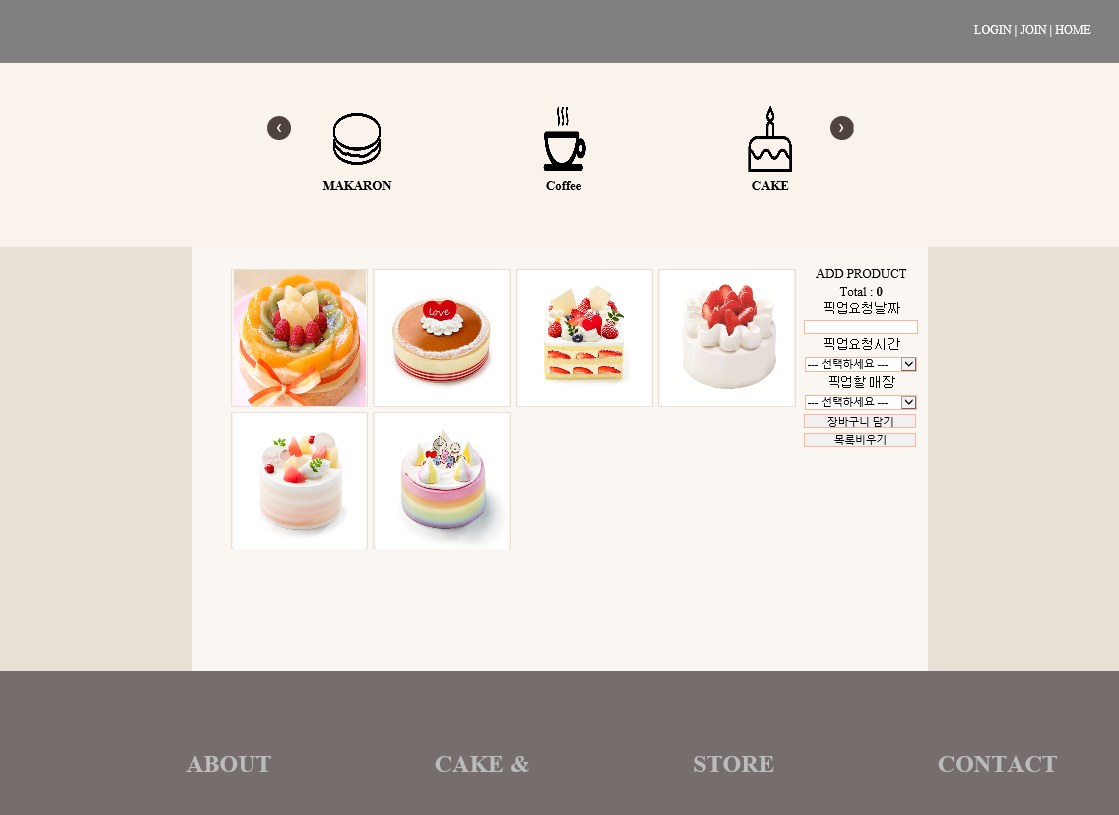 LOGIN | JOIN | HOME
‹
›
MAKARON
Coffee
CAKE
love
ADD PRODUCT
Total : 0
픽업요청날짜
픽업요청시간
--- 선택하세요 ---
픽업할 매장
--- 선택하세요 ---
장바구니 담기
목록비우기
ABOUT
CAKE &
STORE
CONTACT